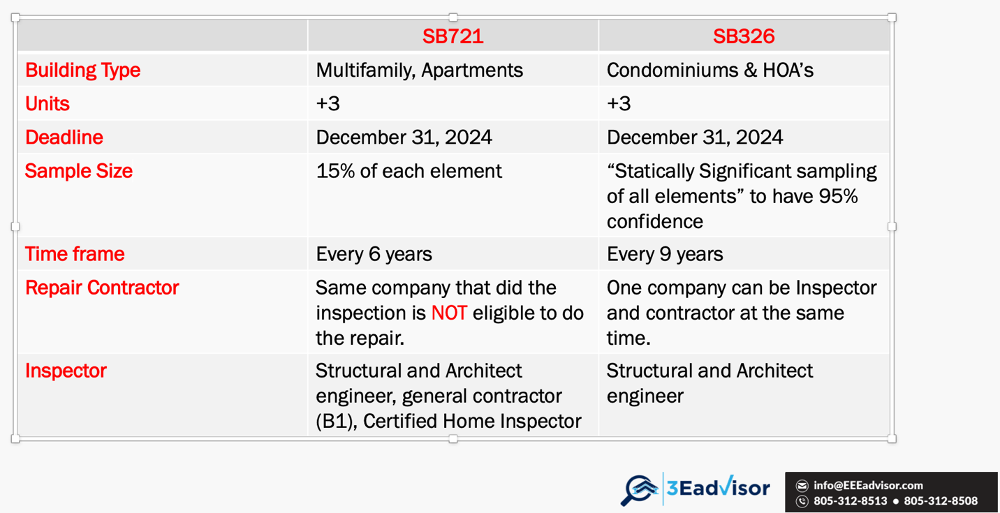 SB721 SB326
Building Type Multifamily, Apartments Condominiums & HOA’s
Units +3 +3
Deadline December 31, 2024 December 31, 2024
Sample Size 15% of each element “Statically Significant sampling
of all elements” to have 95%
confidence
Time frame Every 6 years Every 9 years
Repair Contractor Same company that did the One company can be Inspector
inspection is NOT eligible to do and contractor at the same
the repair. time.
Inspector Structural and Architect Structural and Architect
engineer, general contractor engineer
(B1), Certified Home Inspector
3Eadvisor
info@EEEadvisor.com
805-312-8513 ● 805-312-8508